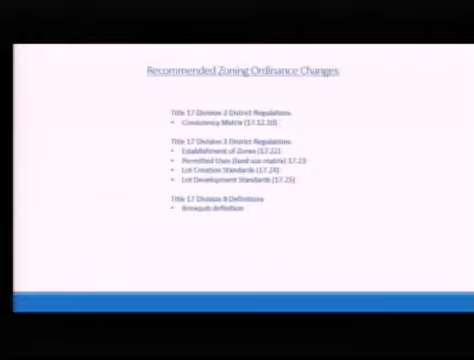 Recommended Zoning Ordinance Changes
Title 17 Division 2 District Regulations
• Consistency Matrix (17.12.10)
Title 17 Division 3 District Regulations
• Establishment of Zones (17.22)
• Permitted Uses (land use matrix) 17.23
• Lot Creation Standards (17.24)
• Lot Development Standards (17.25)
Title 17 Division 8 Definitions
• definition